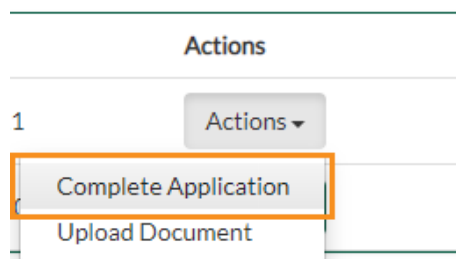 Actions
1
Actions
Complete Application
Upload Document